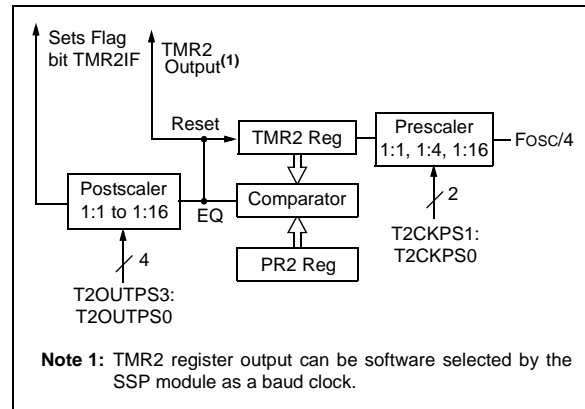 Sets Flag
bit TMR2IF
TMR2
Output(1)
Reset
TMR2 Reg
Prescaler
1:1, 1:4, 1:16
FOSC/4
Postscaler
1:1 to 1:16
EQ
Comparator
2
T2CKPS1:
T2CKPS0
4
PR2 Reg
T2OUTPS3:
T2OUTPS0
Note 1: TMR2 register output can be software selected by the
SSP module as a baud clock.